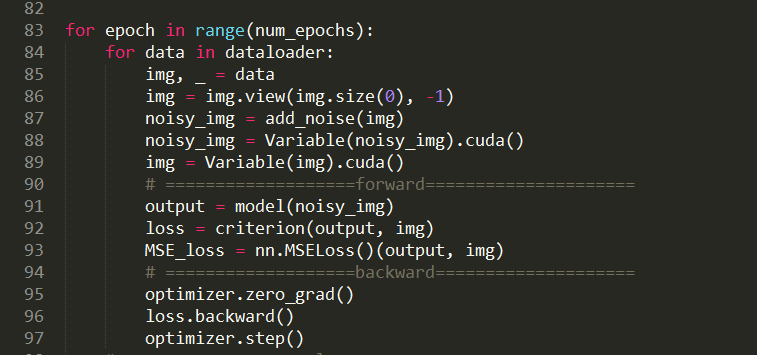 82
83 for epoch in range(num_epochs):
84     for data in dataloader:
85         img, _ = data
86         img = img.view(img.size(0), -1)
87         noisy_img = add_noise(img)
88         noisy_img = Variable(noisy_img).cuda()
89         img = Variable(img).cuda()
90         # ===================forward=====================
91         output = model(noisy_img)
92         loss = criterion(output, img)
93         MSE_loss = nn.MSELoss()(output, img)
94         # ===================backward====================
95         optimizer.zero_grad()
96         loss.backward()
97         optimizer.step()